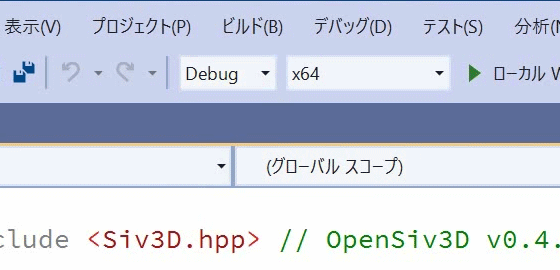 表示(V) プロジェクト(P) ビルド(B) デバッグ(D) テスト(S) 分析(
Debug x64 ローカル W
(グローバル スコープ)
clude <Siv3D.hpp> // OpenSiv3D v0.4.